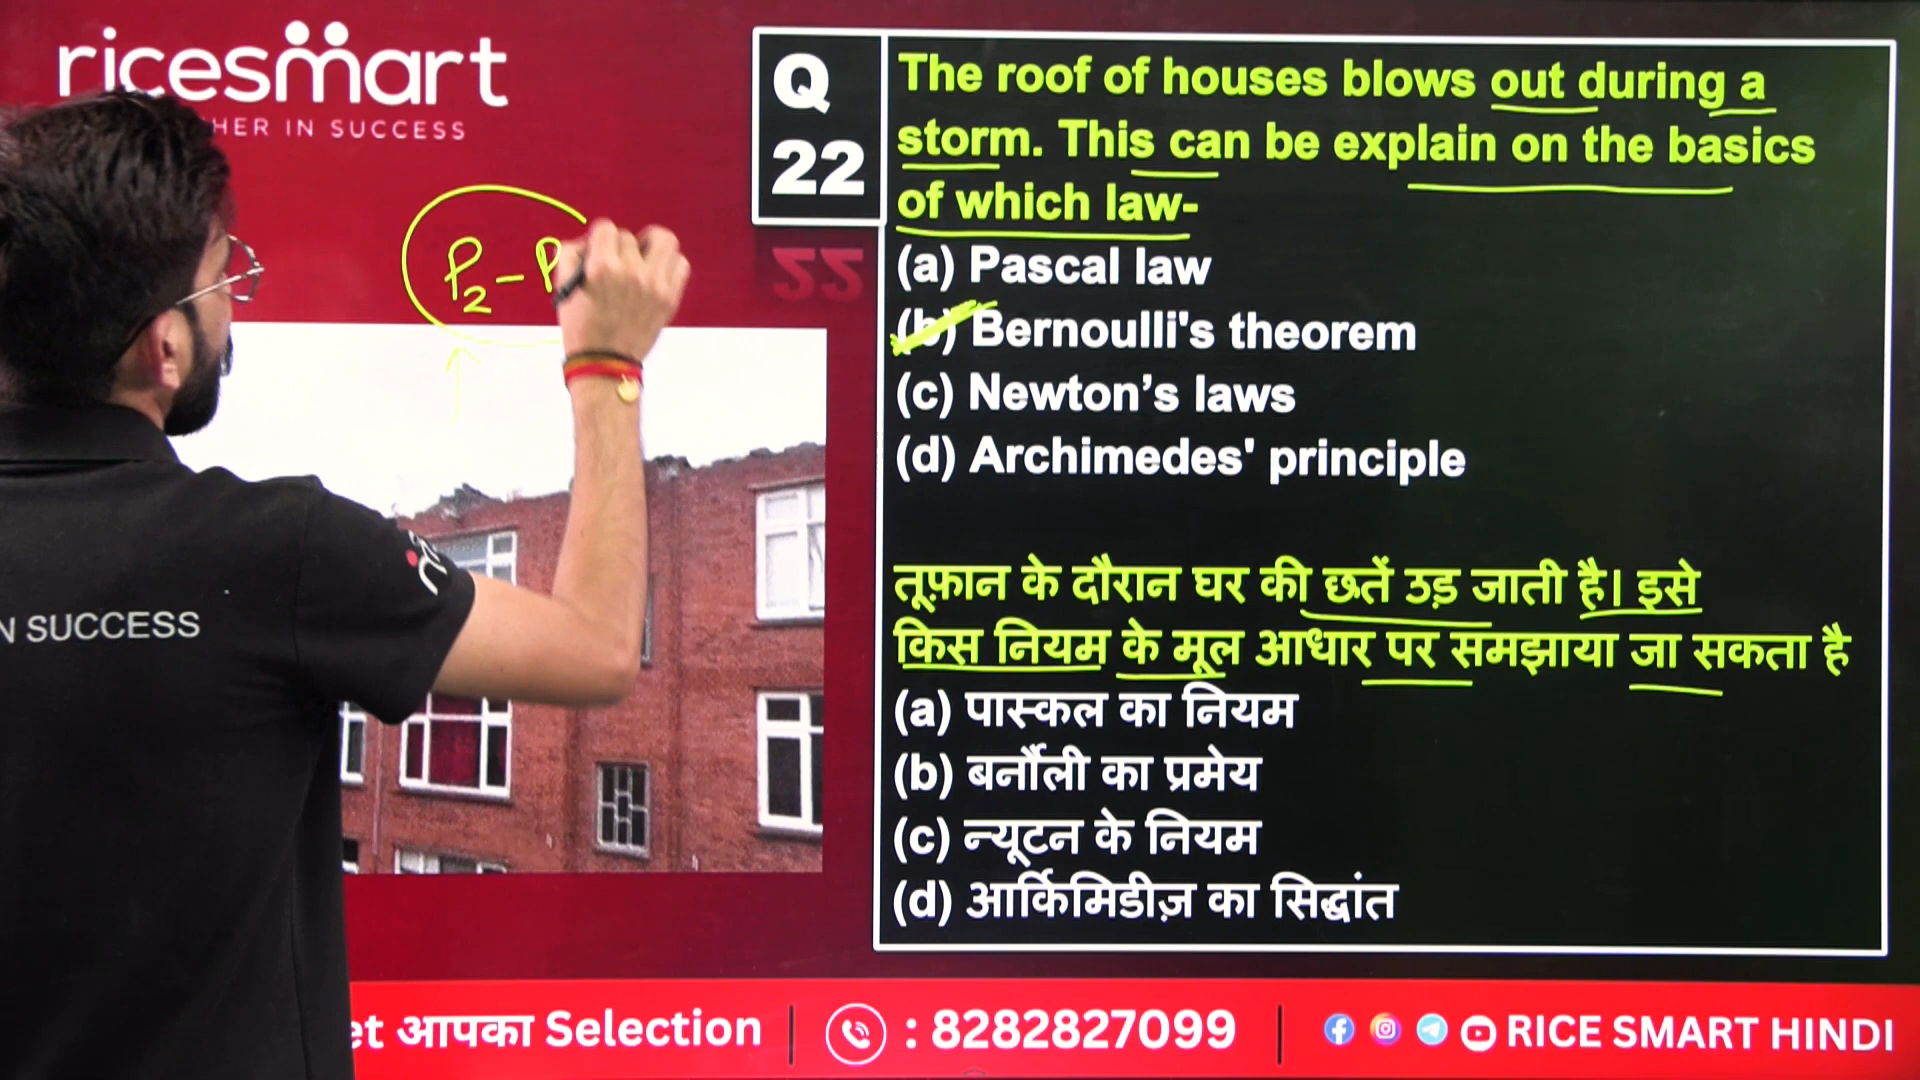 ricesmart
HER IN SUCCESS
Q
22
The roof of houses blows out during a
storm. This can be explain on the basics
of which law-
(a) Pascal law
(b) Bernoulli's theorem
(c) Newton’s laws
(d) Archimedes' principle
तूफ़ान के दौरान घर की छतें उड़ जाती है। इसे
किस नियम के मूल आधार पर समझाया जा सकता है
(a) पास्कल का नियम
(b) बर्नौली का प्रमेय
(c) न्यूटन के नियम
(d) आर्किमिडीज़ का सिद्धांत
P2 - P
N SUCCESS
et आपका Selection
: 8282827099
RICE SMART HINDI